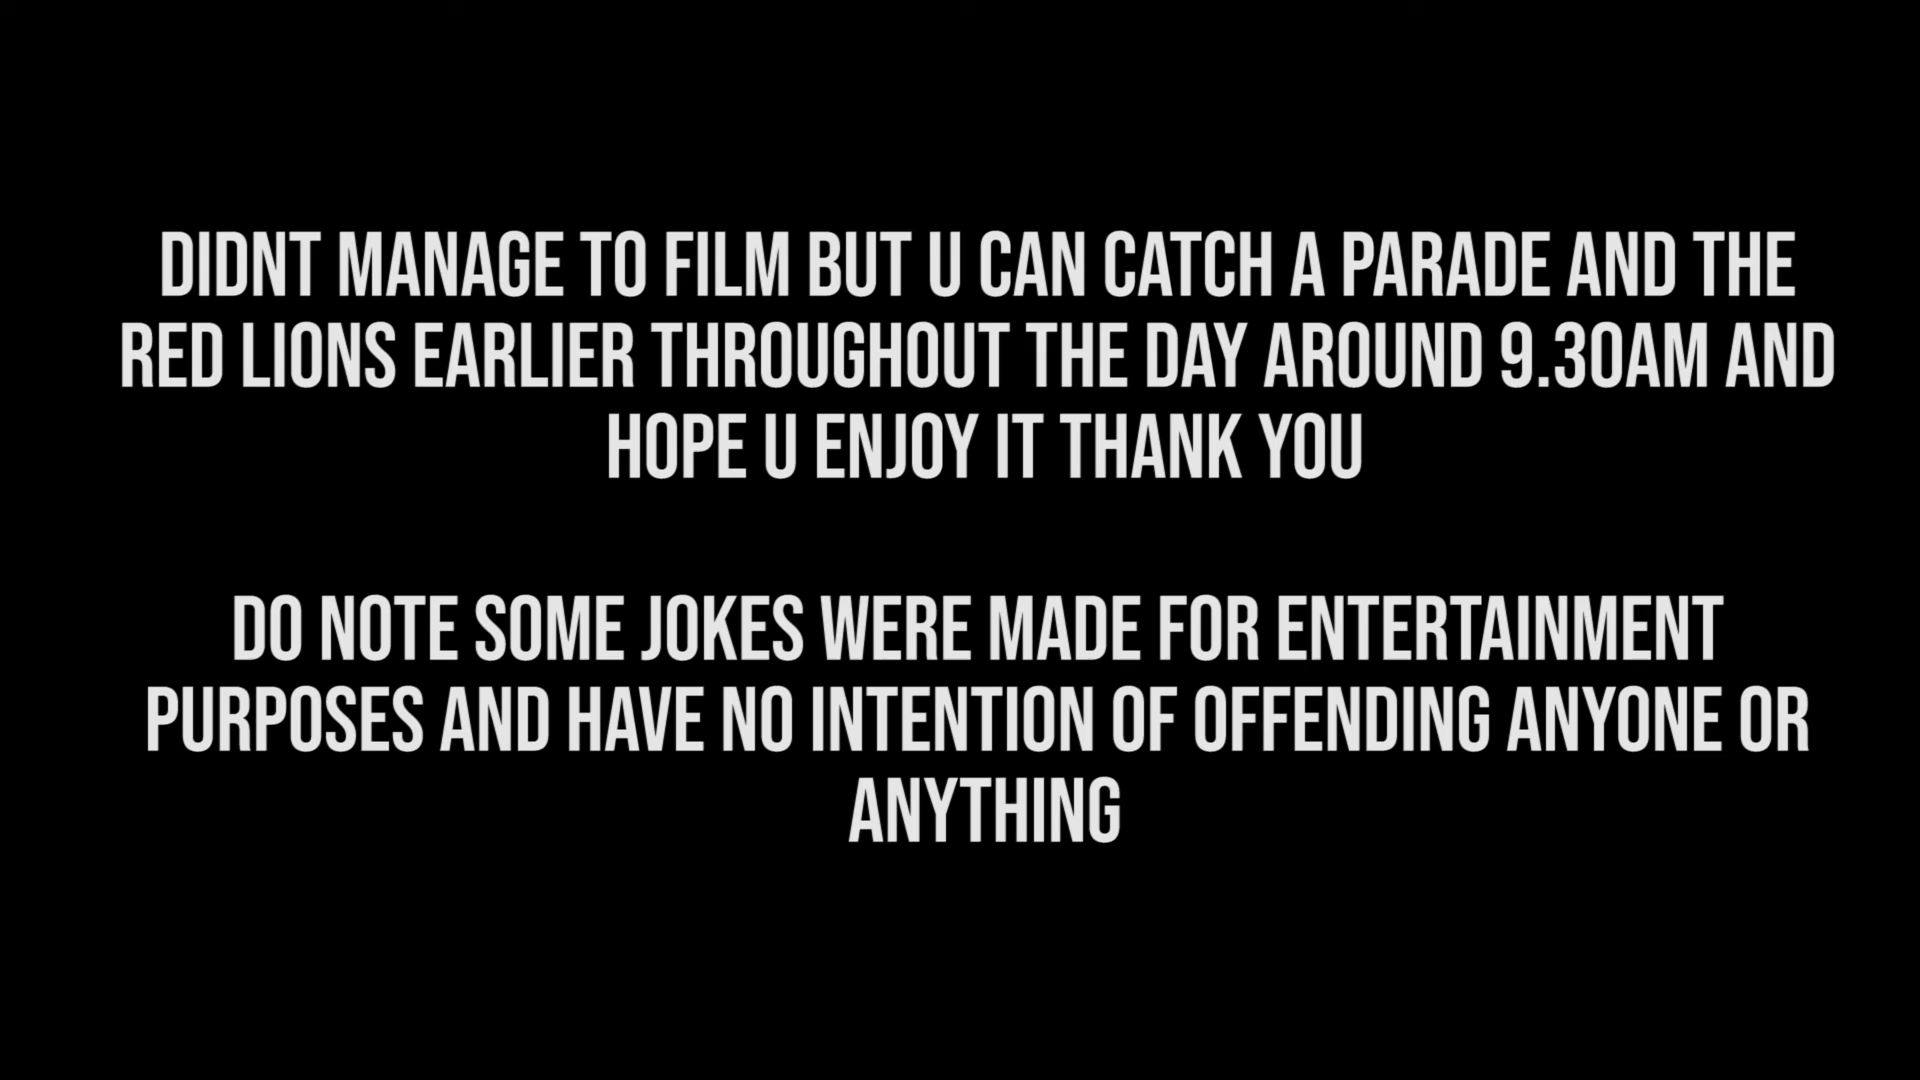 DIDNT MANAGE TO FILM BUT U CAN CATCH A PARADE AND THE
RED LIONS EARLIER THROUGHOUT THE DAY AROUND 9.30AM AND
HOPE U ENJOY IT THANK YOU
DO NOTE SOME JOKES WERE MADE FOR ENTERTAINMENT
PURPOSES AND HAVE NO INTENTION OF OFFENDING ANYONE OR
ANYTHING